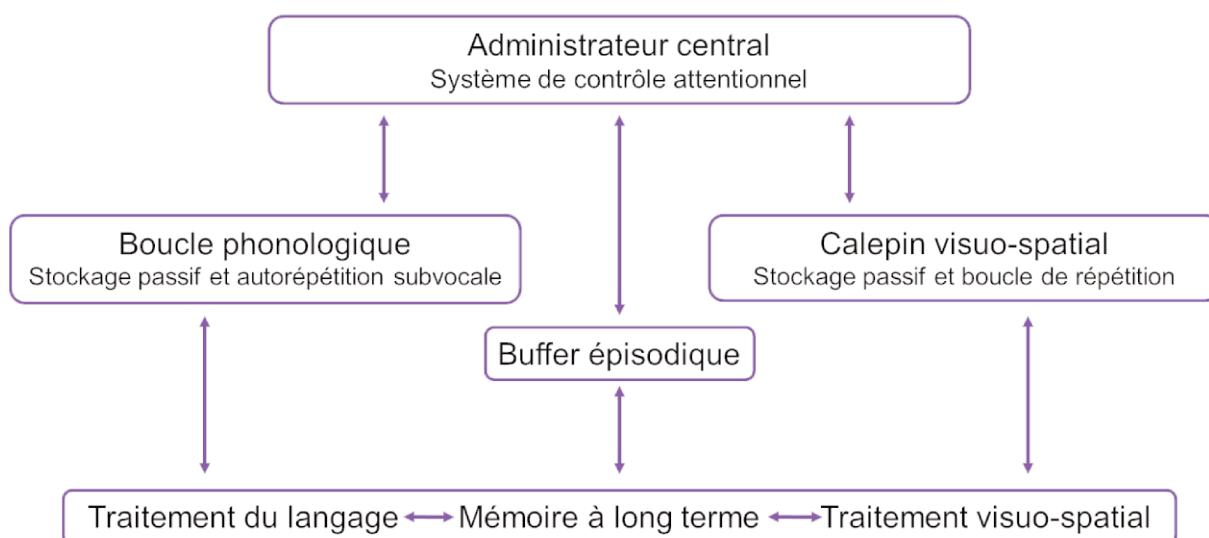 Administrateur central
Système de contrôle attentionnel
Boucle phonologique
Stockage passif et autorépétition subvocale
Calepin visuo-spatial
Stockage passif et boucle de répétition
Buffer épisodique
Traitement du langage
Mémoire à long terme
Traitement visuo-spatial